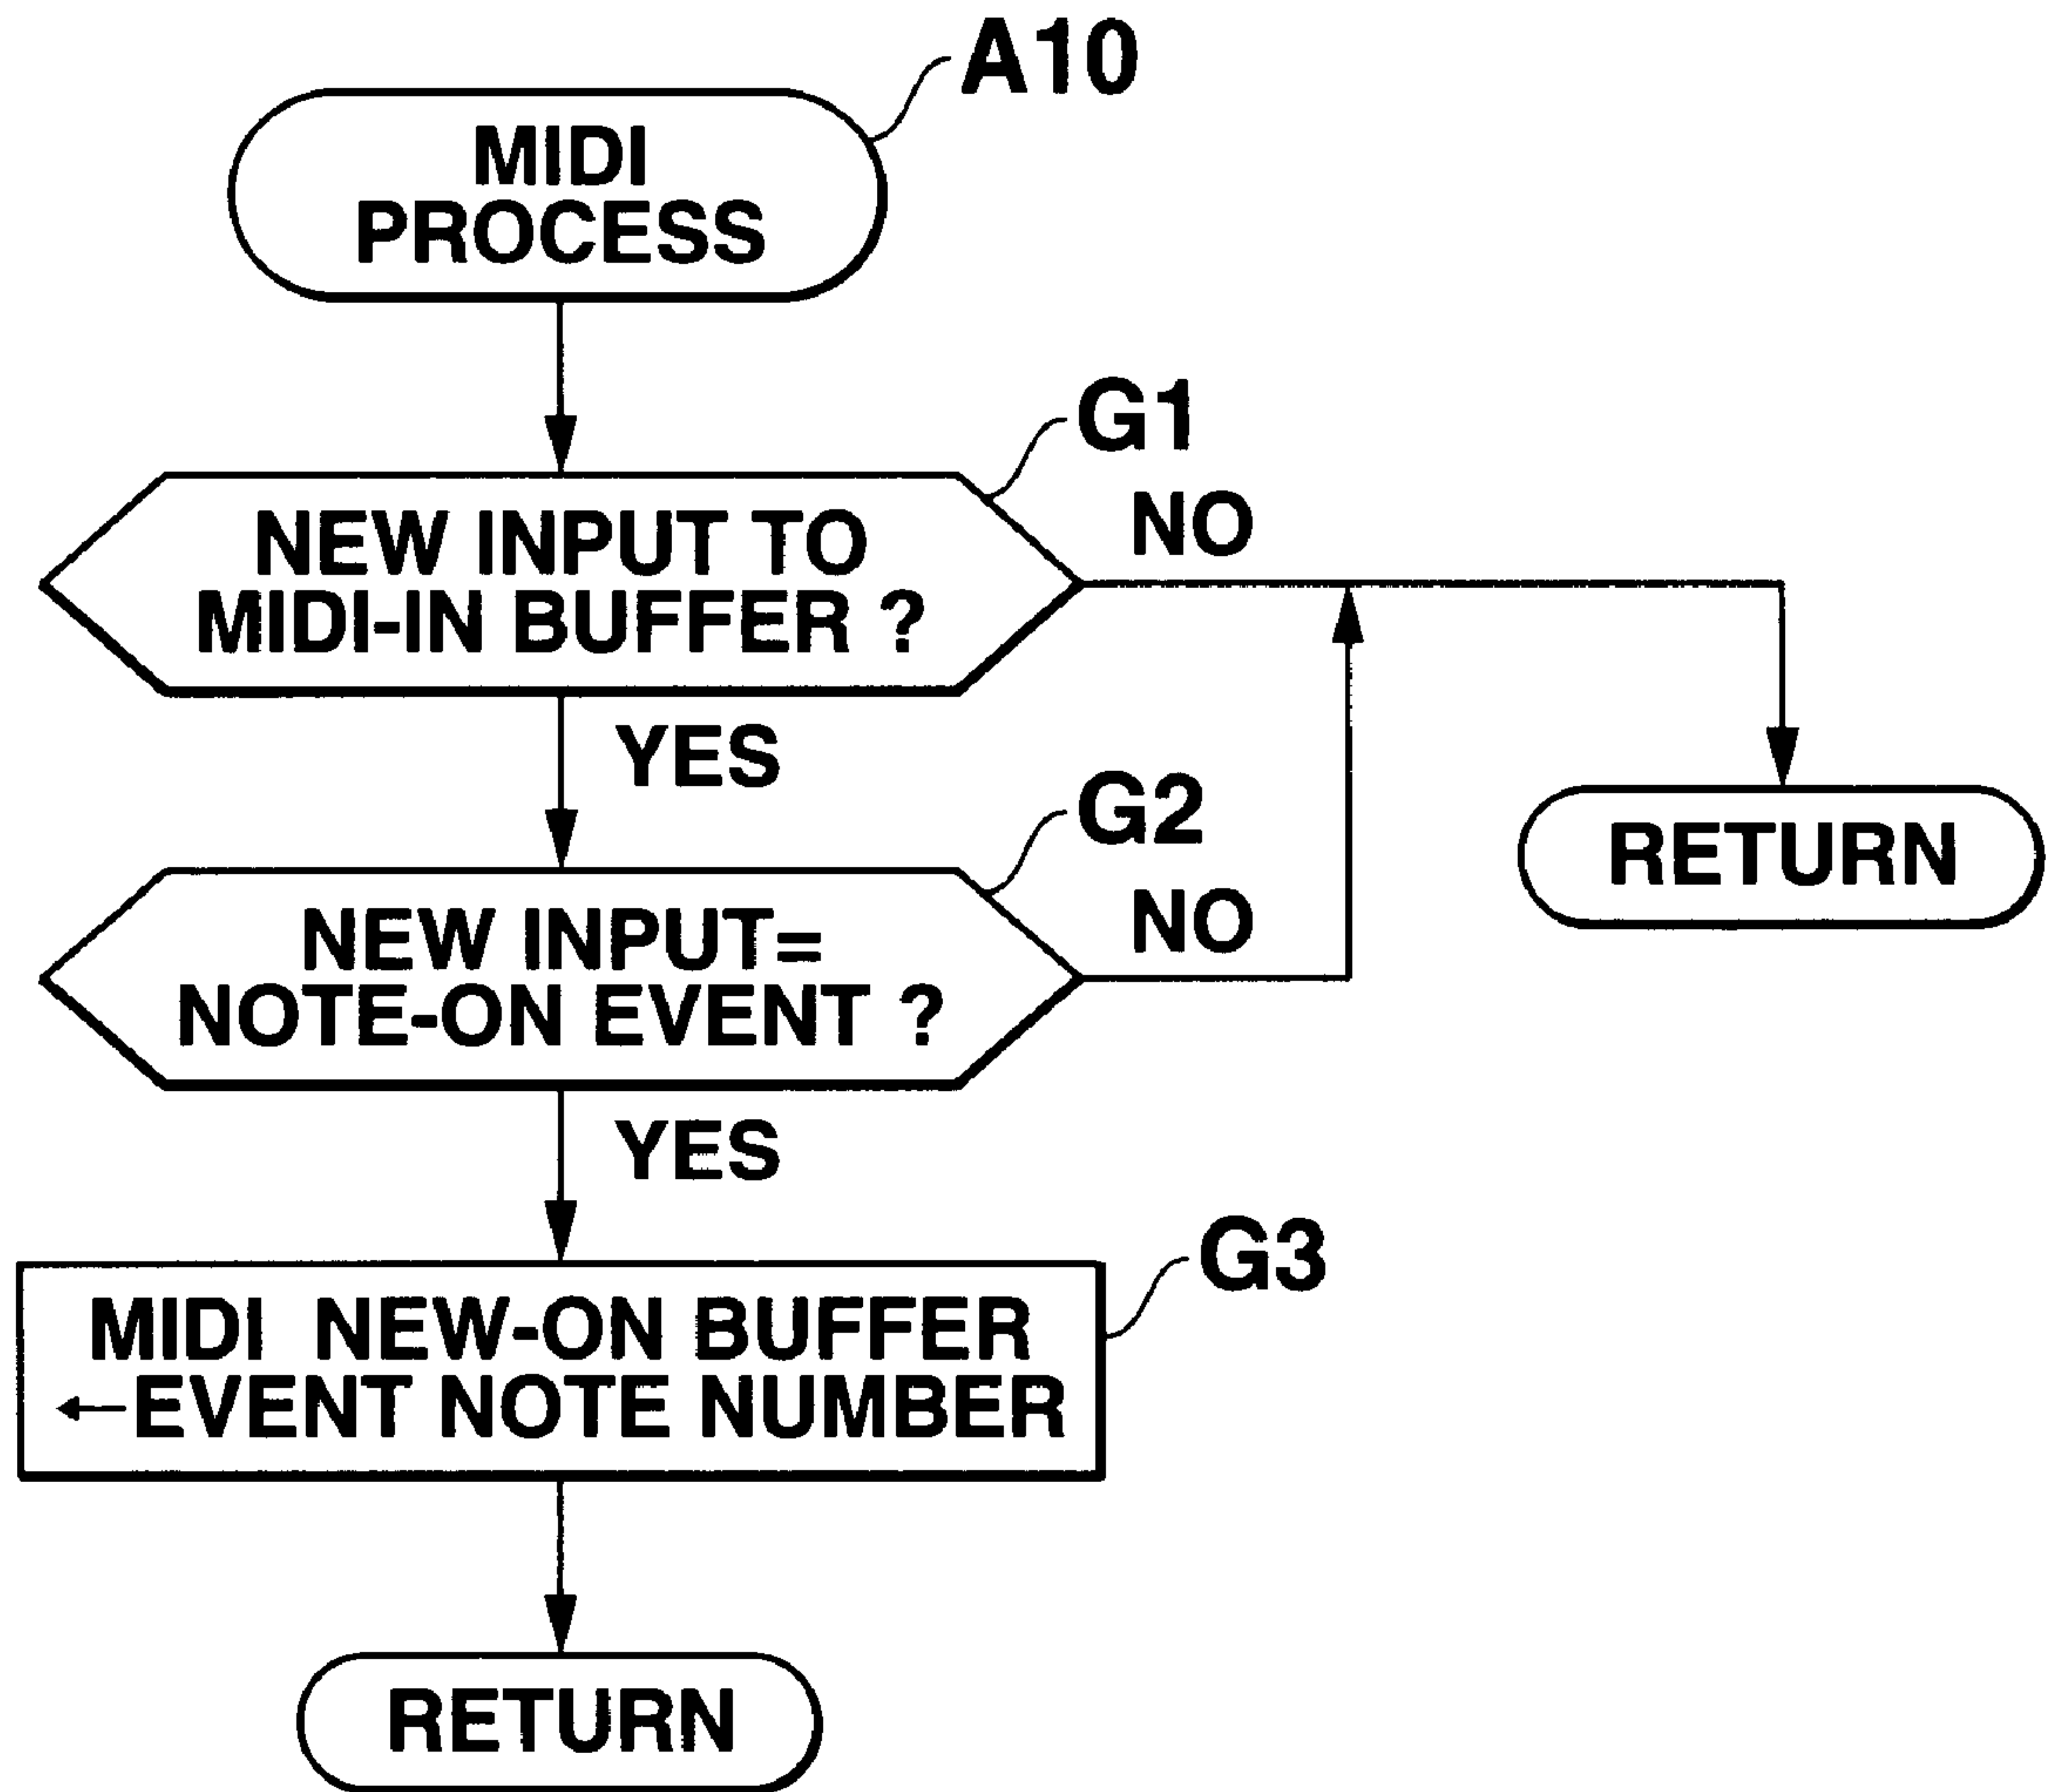 A10
MIDI
PROCESS
G1
NO
NEW INPUT TO
MIDI-IN BUFFER ?
YES
G2
NO
RETURN
NEW INPUT=
NOTE-ON EVENT ?
YES
G3
MIDI NEW-ON BUFFER
←EVENT NOTE NUMBER
RETURN